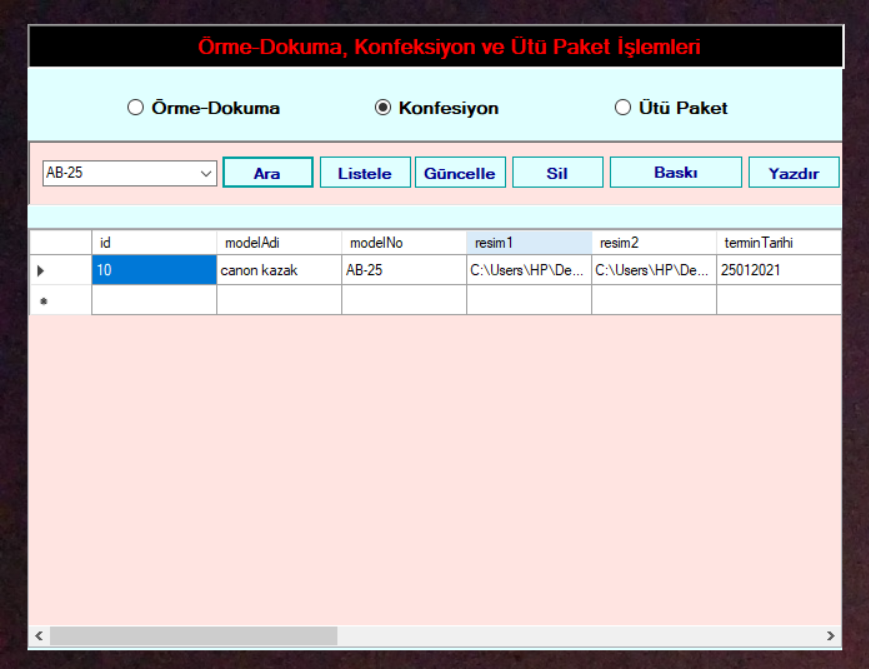 Örme-Dokuma, Konfeksiyon ve Ütü Paket İşlemleri
Örme-Dokuma Konfesiyon Ütü Paket
AB-25 Ara Listele Güncelle Sil Baskı Yazdır
id modelAdi modelNo resim1 resim2 terminTarihi
10 canon kazak AB-25 C:\Users\HP\De... C:\Users\HP\De... 25012021